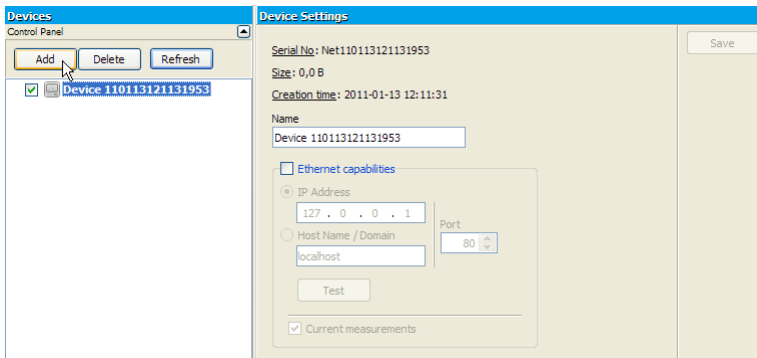 Devices
Control Panel
Add Delete Refresh
Device 110113121131953
Device Settings
Serial No: Net110113121131953
Size: 0,0 B
Creation time: 2011-01-13 12:11:31
Name
Device 110113121131953
Ethernet capabilities
IP Address
127 . 0 . 0 . 1
Host Name / Domain
localhost
Port
80
Test
Current measurements
Save